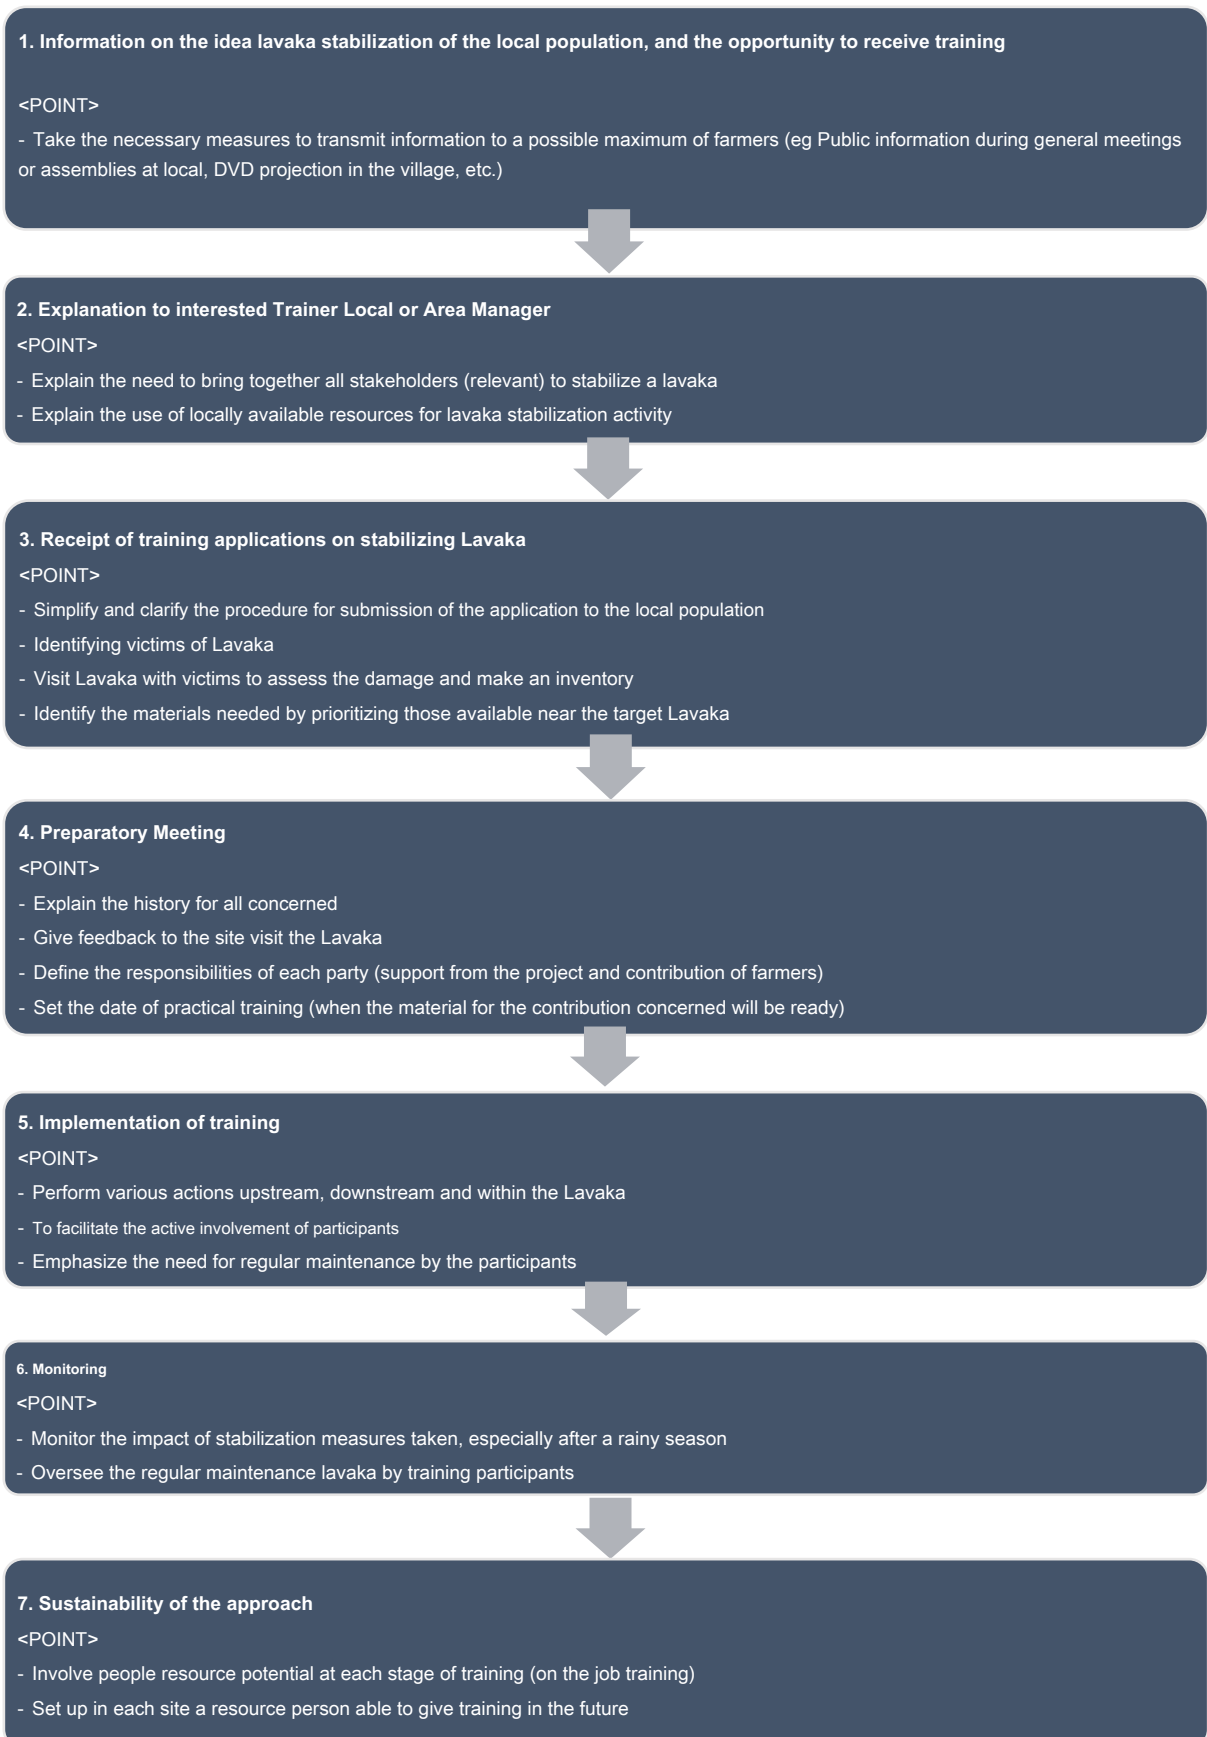 1. Information on the idea lavaka stabilization of the local population, and the opportunity to receive training
<POINT>
- Take the necessary measures to transmit information to a possible maximum of farmers (eg Public information during general meetings
or assemblies at local, DVD projection in the village, etc.)
2. Explanation to interested Trainer Local or Area Manager
<POINT>
- Explain the need to bring together all stakeholders (relevant) to stabilize a lavaka
- Explain the use of locally available resources for lavaka stabilization activity
3. Receipt of training applications on stabilizing Lavaka
<POINT>
- Simplify and clarify the procedure for submission of the application to the local population
- Identifying victims of Lavaka
- Visit Lavaka with victims to assess the damage and make an inventory
- Identify the materials needed by prioritizing those available near the target Lavaka
4. Preparatory Meeting
<POINT>
- Explain the history for all concerned
- Give feedback to the site visit the Lavaka
- Define the responsibilities of each party (support from the project and contribution of farmers)
- Set the date of practical training (when the material for the contribution concerned will be ready)
5. Implementation of training
<POINT>
- Perform various actions upstream, downstream and within the Lavaka
- To facilitate the active involvement of participants
- Emphasize the need for regular maintenance by the participants
6. Monitoring
<POINT>
- Monitor the impact of stabilization measures taken, especially after a rainy season
- Oversee the regular maintenance lavaka by training participants
7. Sustainability of the approach
<POINT>
- Involve people resource potential at each stage of training (on the job training)
- Set up in each site a resource person able to give training in the future